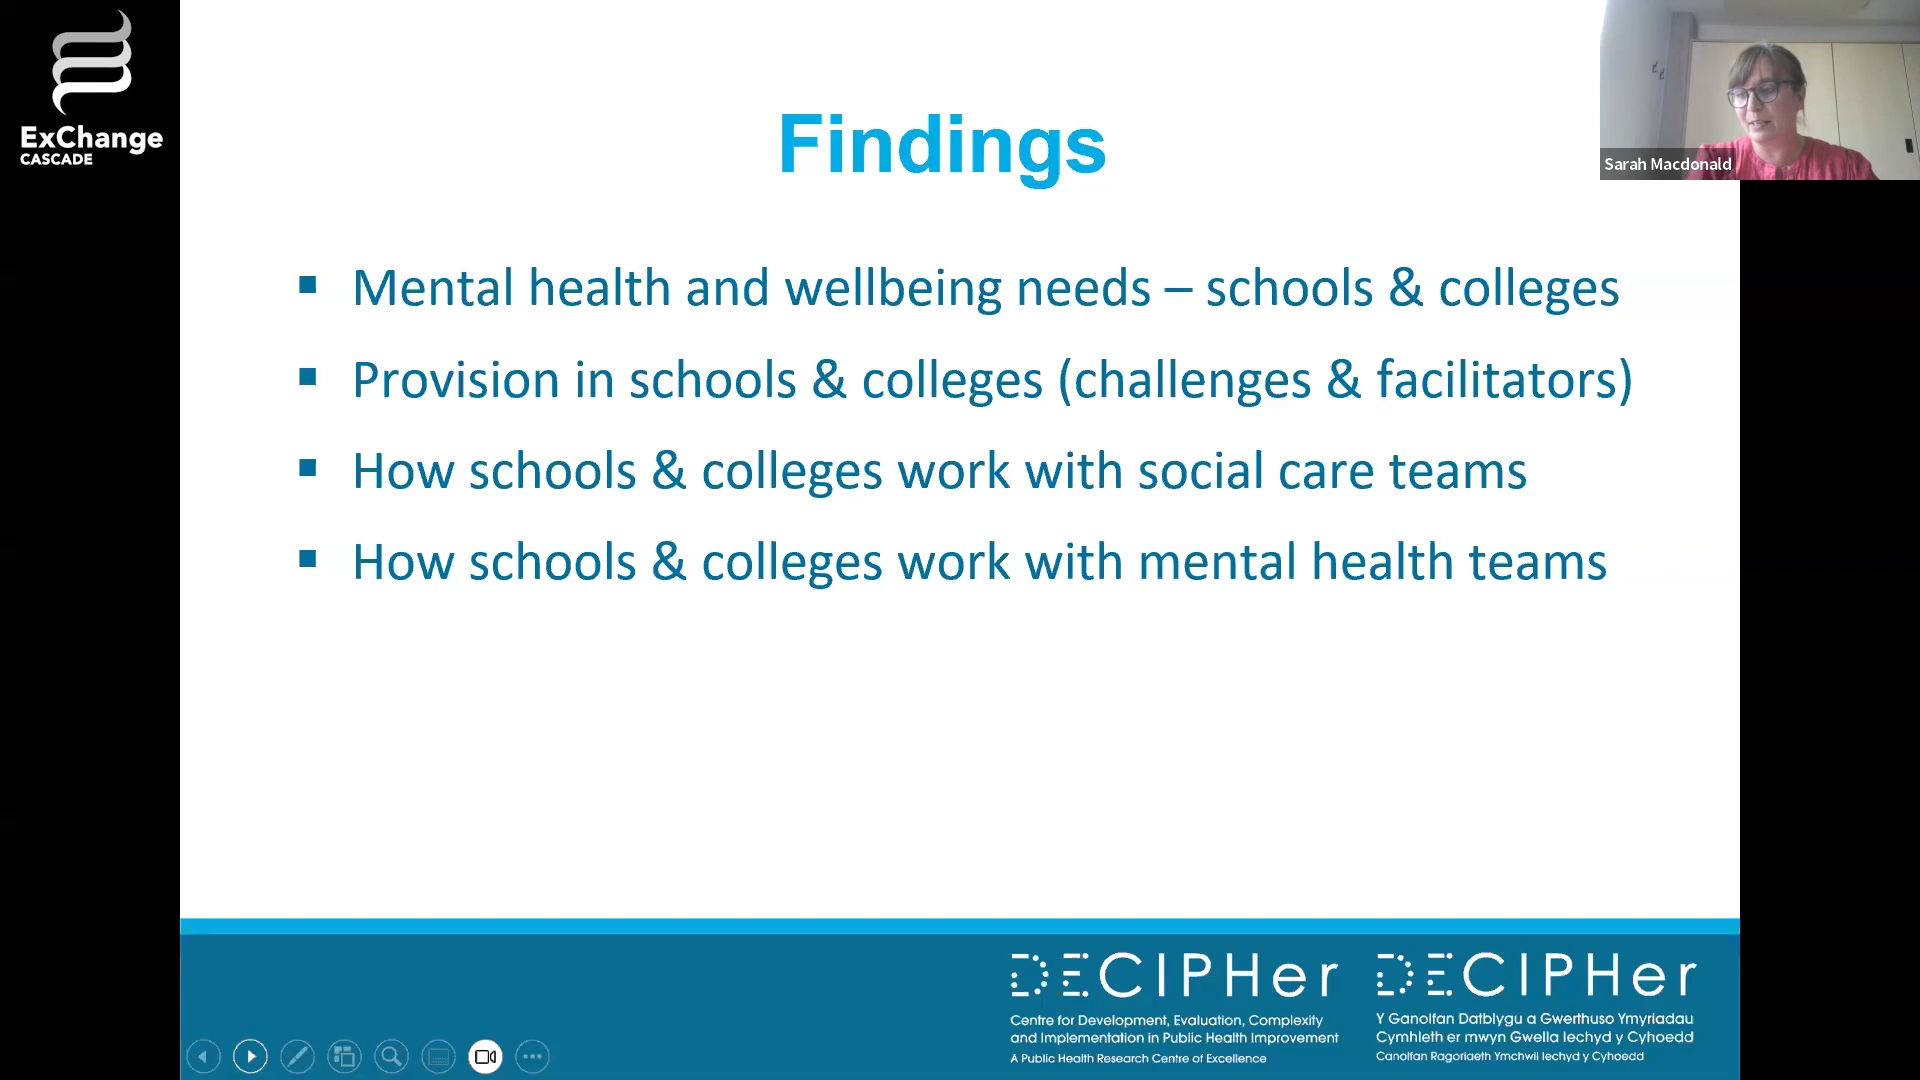 ExChange
CASCADE
Sarah Macdonald
Findings
▪ Mental health and wellbeing needs – schools & colleges
▪ Provision in schools & colleges (challenges & facilitators)
▪ How schools & colleges work with social care teams
▪ How schools & colleges work with mental health teams
DECIPHer
Centre for Development, Evaluation, Complexity
and Implementation in Public Health Improvement
A Public Health Research Centre of Excellence
DECIPHer
Y Ganolfan Datblygu a Gwerthuso Ymyriadau
Cymhleth er mwyn Gwella Iechyd y Cyhoedd
Canolfan Ragoriaeth Ymchwil Iechyd y Cyhoedd